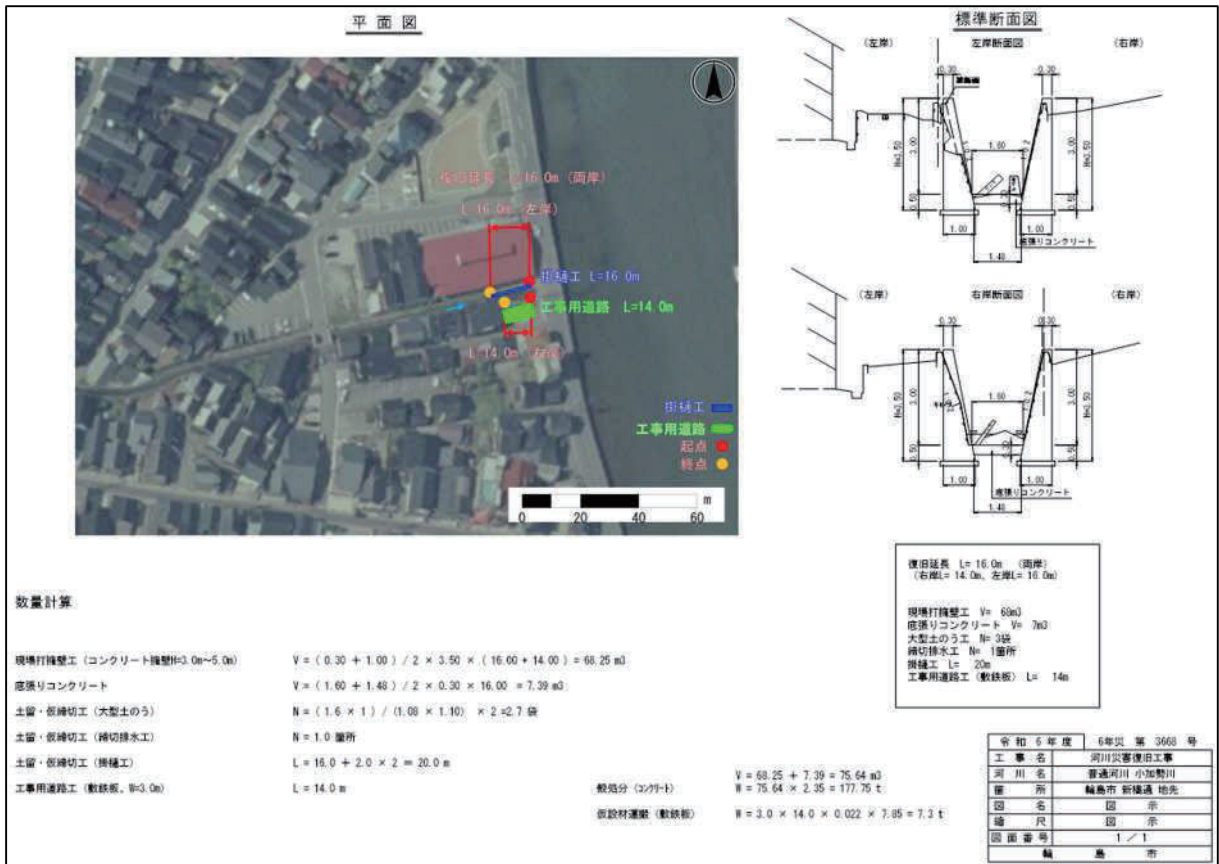 平面図
復旧延長 L=16.0m（両岸）
L=16.0m（左岸）
掛樋工 L=16.0m
工事用道路 L=14.0m
L=14.0m（右岸）
掛樋工
工事用道路
起点
終点
0 20 40 60
m
標準断面図
（左岸） 左岸断面図 （右岸）
0.30 0.30
H=3.50 3.00 0.50
1.60
3.00 H=3.50 0.50
1.00 1.00
底張りコンクリート
1.48
（左岸） 右岸断面図 （右岸）
0.30 0.30
H=3.50 3.00 0.50
1.60
0.30
3.00 H=3.50 0.50
1.00 1.00
底張りコンクリート
1.48
復旧延長 L= 16.0m （両岸）
（右岸L= 14.0m、左岸L= 16.0m）
現場打擁壁工 V= 68m3
底張りコンクリート V= 7m3
大型土のう工 N= 3袋
締切排水工 N= 1箇所
掛樋工 L= 20m
工事用道路工（敷鉄板） L= 14m
数量計算
現場打擁壁工（コンクリート擁壁H=3.0m～5.0m） V = ( 0.30 + 1.00 ) / 2 × 3.50 × ( 16.00 + 14.00 ) = 68.25 m3
底張りコンクリート V = ( 1.60 + 1.48 ) / 2 × 0.30 × 16.00 = 7.39 m3
土留・仮締切工（大型土のう） N = ( 1.6 × 1 ) / (1.08 × 1.10) × 2 =2.7 袋
土留・仮締切工（締切排水工） N = 1.0 箇所
土留・仮締切工（掛樋工） L = 16.0 + 2.0 × 2 = 20.0 m
工事用道路工（敷鉄板、W=3.0m） L = 14.0 m
殻処分（コンクリート） V = 68.25 + 7.39 = 75.64 m3
W = 75.64 × 2.35 = 177.75 t
仮設材運搬（敷鉄板） W = 3.0 × 14.0 × 0.022 × 7.85 = 7.3 t
令和 6 年度 6年災 第 3668 号
工事名 河川災害復旧工事
河川名 普通河川 小加勢川
箇所 輪島市 新橋通 地先
図名 図示
縮尺 図示
図面番号 1 / 1
輪島市